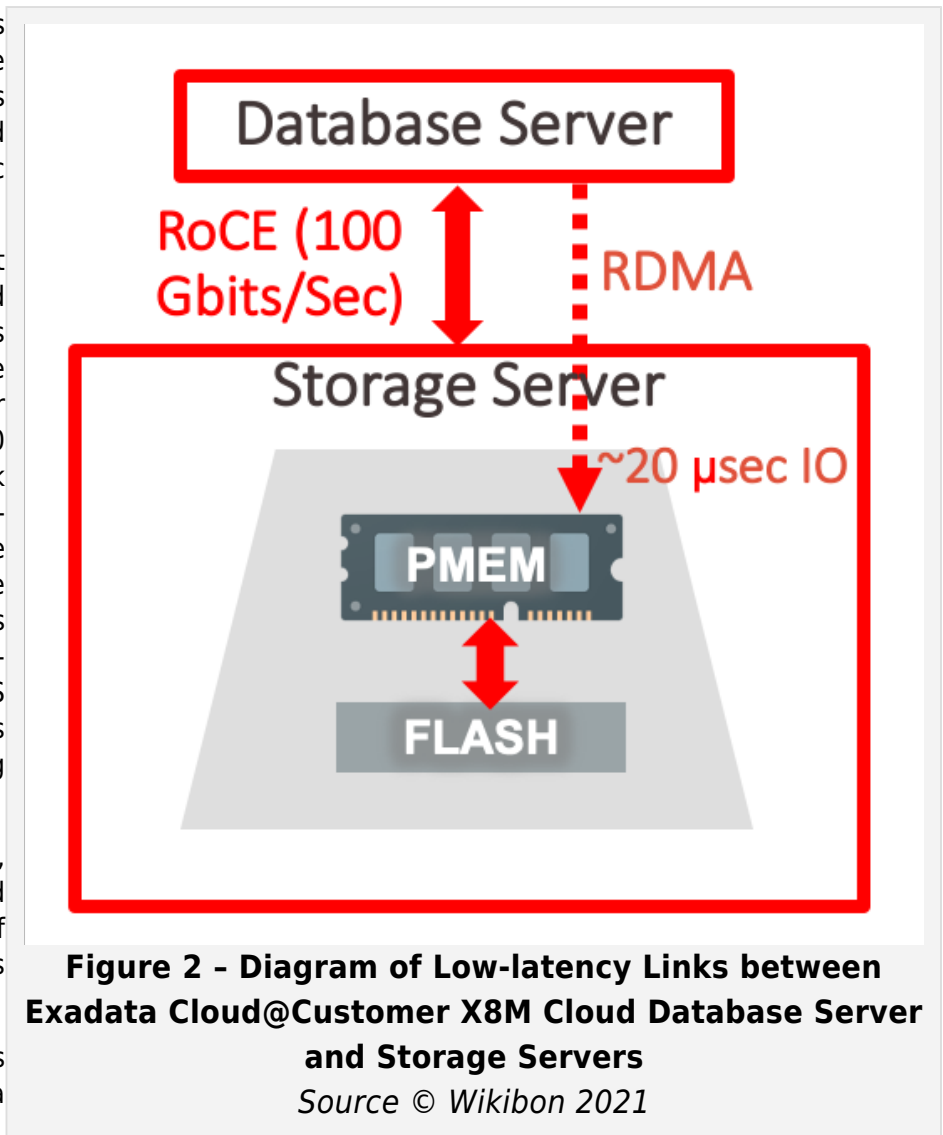 Database Server
RoCE (100
Gbits/Sec)
RDMA
Storage Server
~20 μsec IO
PMEM
FLASH
Figure 2 – Diagram of Low-latency Links between
Exadata Cloud@Customer X8M Cloud Database Server
and Storage Servers
Source © Wikibon 2021